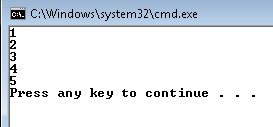 C:\Windows\system32\cmd.exe
1
2
3
4
5
Press any key to continue . . .